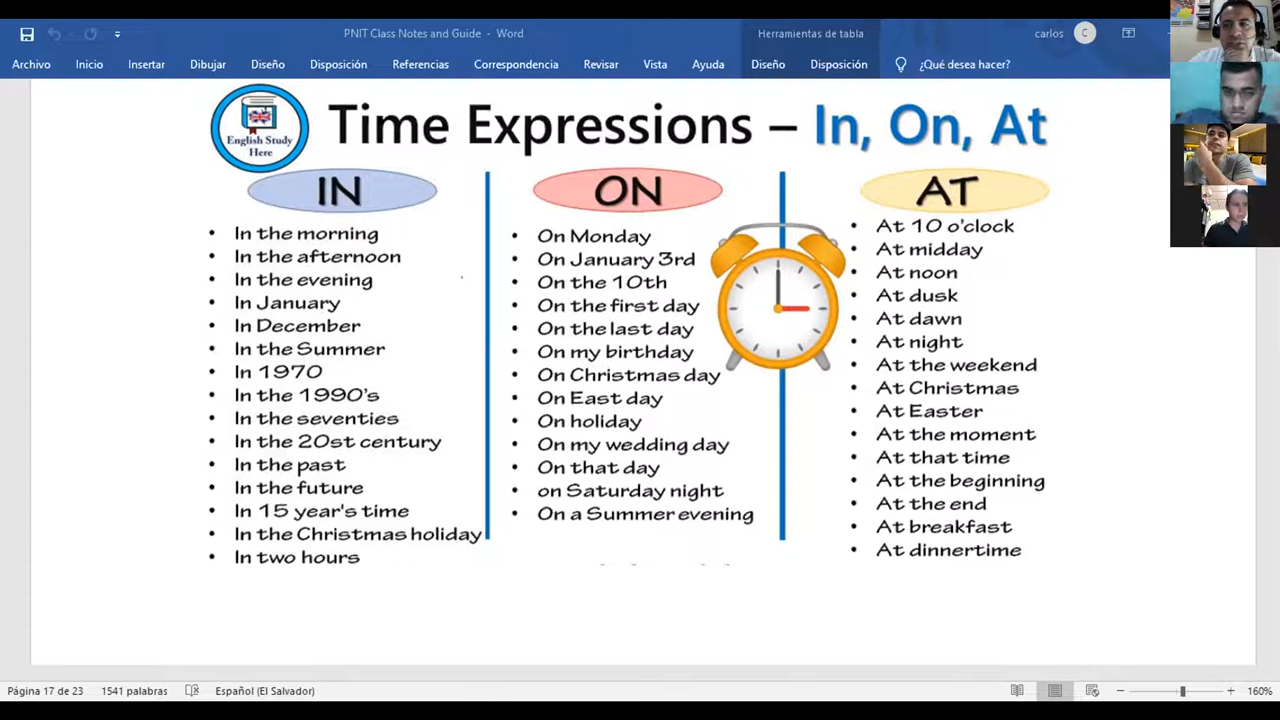 PNIT Class Notes and Guide - Word
Herramientas de tabla
carlos
C
Archivo
Inicio
Insertar
Dibujar
Diseño
Disposición
Referencias
Correspondencia
Revisar
Vista
Ayuda
Diseño
Disposición
¿Qué desea hacer?
English Study
Here
Time Expressions – In, On, At
IN
In the morning
In the afternoon
In the evening
In January
In December
In the Summer
In 1970
In the 1990's
In the seventies
In the 20st century
In the past
In the future
In 15 year's time
In the Christmas holiday
In two hours
ON
On Monday
On January 3rd
On the 10th
On the first day
On the last day
On my birthday
On Christmas day
On East day
On holiday
On my wedding day
On that day
on Saturday night
On a Summer evening
AT
At 10 o'clock
At midday
At noon
At dusk
At dawn
At night
At the weekend
At Christmas
At Easter
At the moment
At that time
At the beginning
At the end
At breakfast
At dinnertime
Página 17 de 23
1541 palabras
Español (El Salvador)
160%